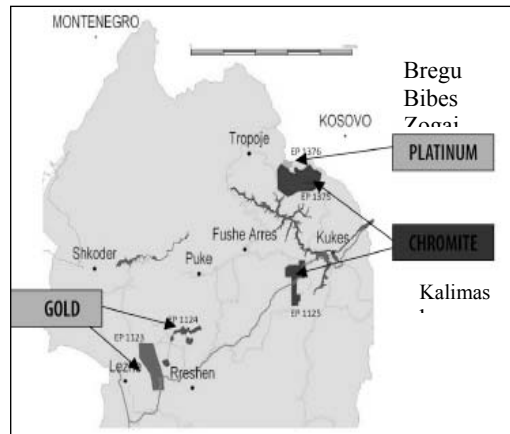 MONTENEGRO
Bregu
Bibes
Zogaj
KOSOVO
Tropoje
EP 1376
PLATINUM
EP 1375
CHROMITE
Fushe Arres
Kukes
Shkoder
Puke
Kalimas
EP 1125
GOLD
EP 1124
EP 1123
Lezhe
Rreshen